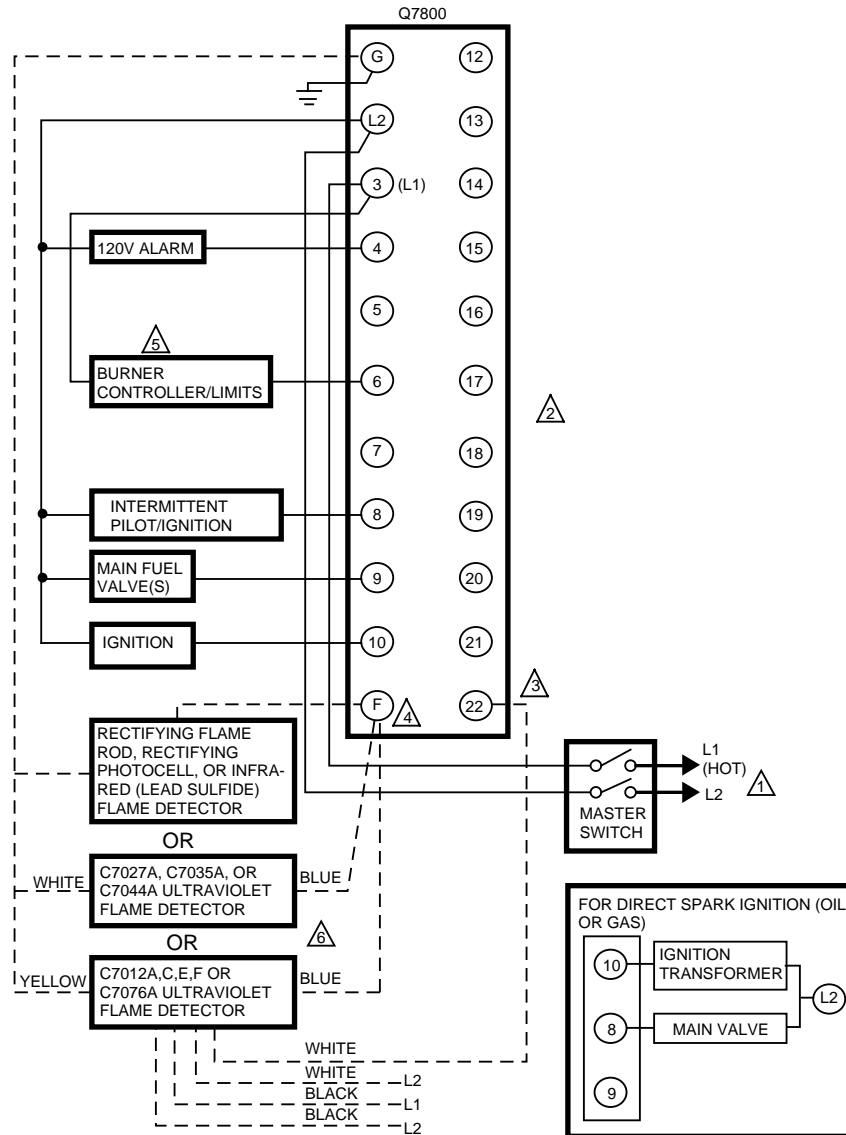 Q7800
G
12
L2
13
3
(L1)
14
120V ALARM
4
15
5
16
5
BURNER
CONTROLLER/LIMITS
6
17
2
7
18
INTERMITTENT
PILOT/IGNITION
8
19
MAIN FUEL
VALVE(S)
9
20
IGNITION
10
21
F
4
22
3
RECTIFYING FLAME
ROD, RECTIFYING
PHOTOCELL, OR INFRA-
RED (LEAD SULFIDE)
FLAME DETECTOR
L1
(HOT)
1
L2
MASTER
SWITCH
OR
WHITE
C7027A, C7035A, OR
C7044A ULTRAVIOLET
FLAME DETECTOR
BLUE
OR
6
YELLOW
C7012A,C,E,F OR
C7076A ULTRAVIOLET
FLAME DETECTOR
BLUE
WHITE
WHITE
L2
BLACK
L1
BLACK
L2
FOR DIRECT SPARK IGNITION (OIL
OR GAS)
10
IGNITION
TRANSFORMER
L2
8
MAIN VALVE
9